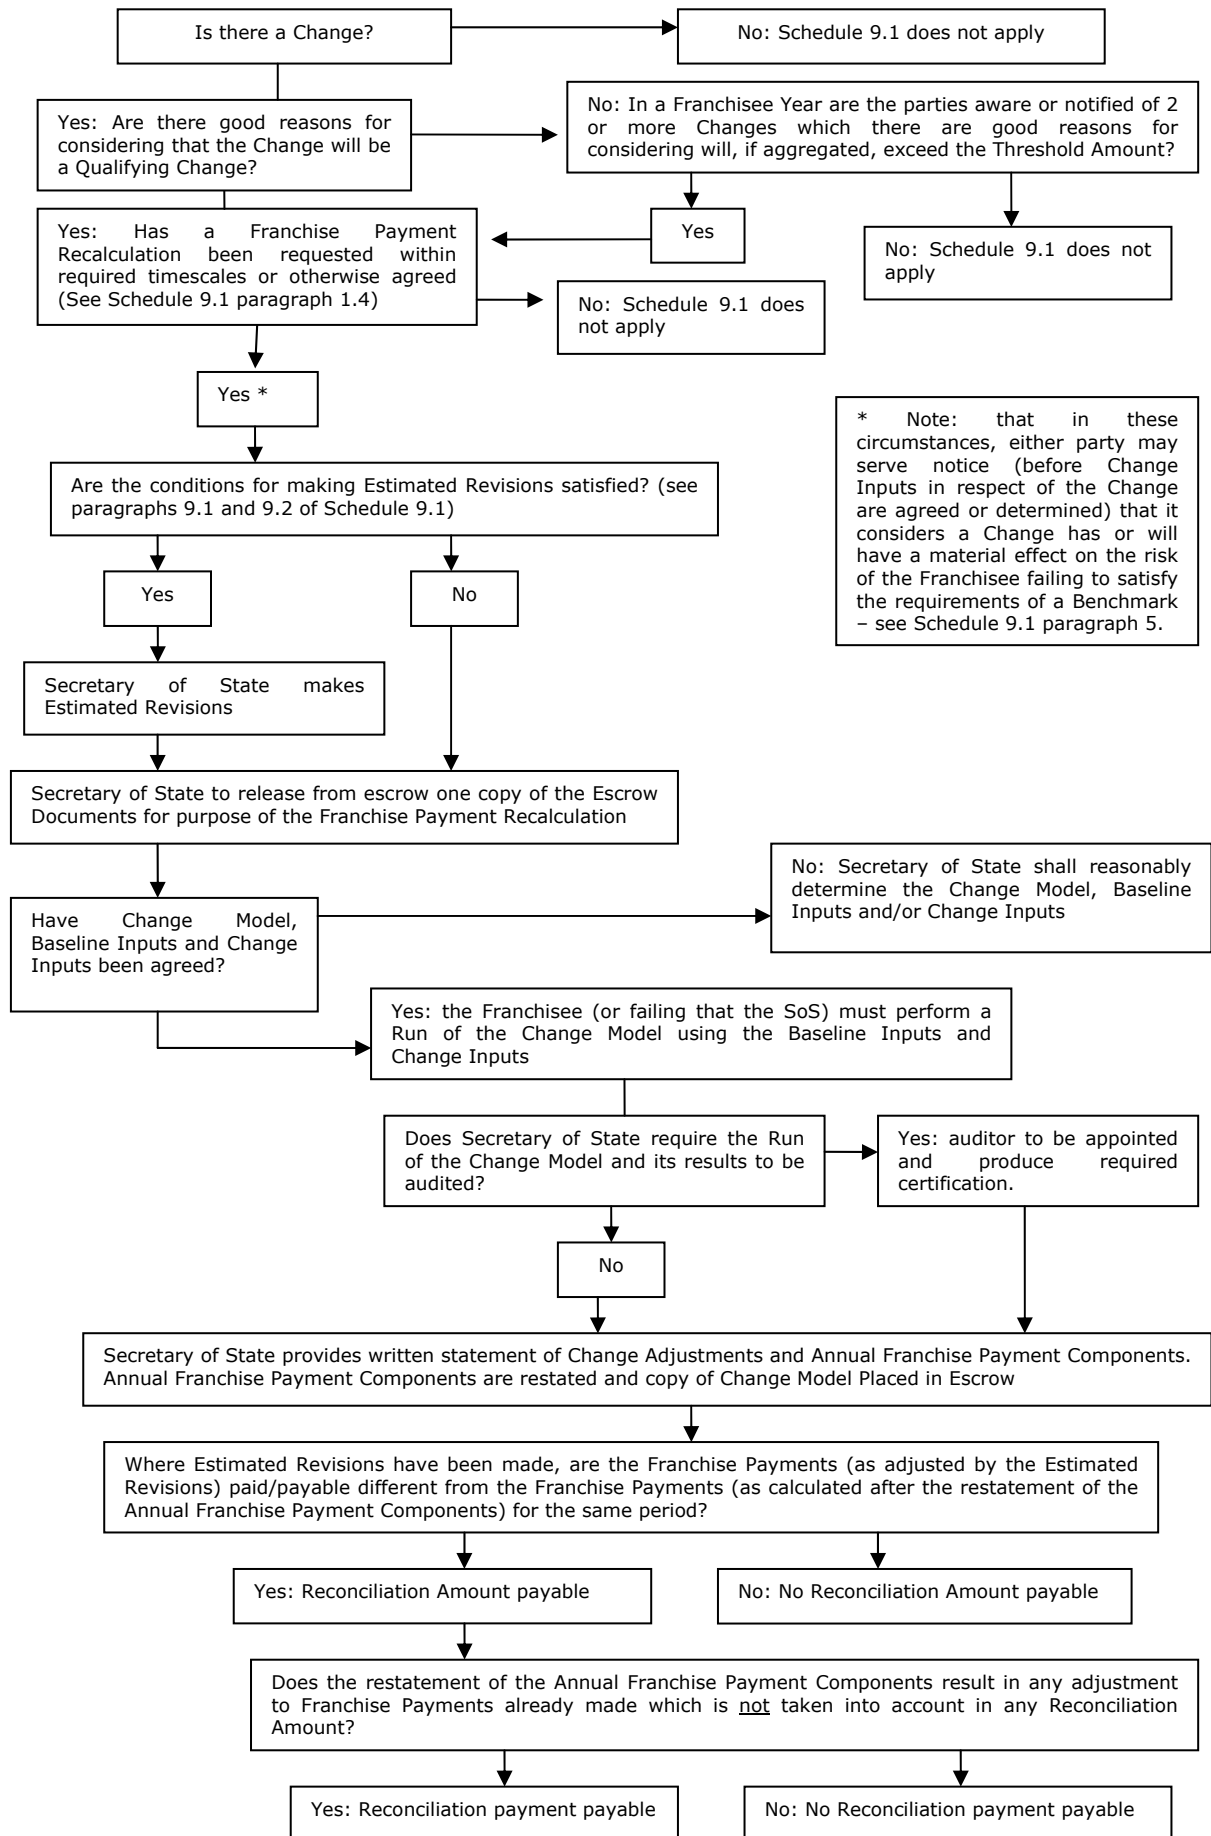 Is there a Change?
No: Schedule 9.1 does not apply
Yes: Are there good reasons for
considering that the Change will be
a Qualifying Change?
No: In a Franchisee Year are the parties aware or notified of 2
or more Changes which there are good reasons for
considering will, if aggregated, exceed the Threshold Amount?
Yes: Has a Franchise Payment
Recalculation been requested within
required timescales or otherwise agreed
(See Schedule 9.1 paragraph 1.4)
Yes
No: Schedule 9.1 does not
apply
No: Schedule 9.1 does
not apply
Yes *
* Note: that in these
circumstances, either party may
serve notice (before Change
Inputs in respect of the Change
are agreed or determined) that it
considers a Change has or will
have a material effect on the risk
of the Franchisee failing to satisfy
the requirements of a Benchmark
– see Schedule 9.1 paragraph 5.
Are the conditions for making Estimated Revisions satisfied? (see
paragraphs 9.1 and 9.2 of Schedule 9.1)
Yes
No
Secretary of State makes
Estimated Revisions
Secretary of State to release from escrow one copy of the Escrow
Documents for purpose of the Franchise Payment Recalculation
No: Secretary of State shall reasonably
determine the Change Model, Baseline
Inputs and/or Change Inputs
Have Change Model,
Baseline Inputs and Change
Inputs been agreed?
Yes: the Franchisee (or failing that the SoS) must perform a
Run of the Change Model using the Baseline Inputs and
Change Inputs
Does Secretary of State require the Run
of the Change Model and its results to be
audited?
Yes: auditor to be appointed
and produce required
certification.
No
Secretary of State provides written statement of Change Adjustments and Annual Franchise Payment Components.
Annual Franchise Payment Components are restated and copy of Change Model Placed in Escrow
Where Estimated Revisions have been made, are the Franchise Payments (as adjusted by the Estimated
Revisions) paid/payable different from the Franchise Payments (as calculated after the restatement of the
Annual Franchise Payment Components) for the same period?
Yes: Reconciliation Amount payable
No: No Reconciliation Amount payable
Does the restatement of the Annual Franchise Payment Components result in any adjustment
to Franchise Payments already made which is not taken into account in any Reconciliation
Amount?
Yes: Reconciliation payment payable
No: No Reconciliation payment payable